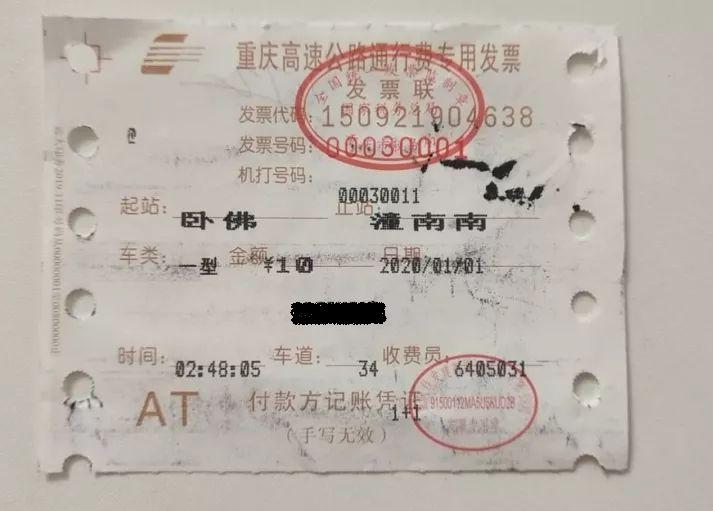 重庆高速公路通行费专用发票
发票联
发票代码: 150921904638
发票号码: 00030001
机打号码:
00030011
起站: 卧佛 止站: 潼南南
车类: 一型 金额: ¥10 日期: 2020/01/01
时间: 02:48:05 车道: 34 收费员: 6405031
AT 付款方记账凭证 1+1
(手写无效)